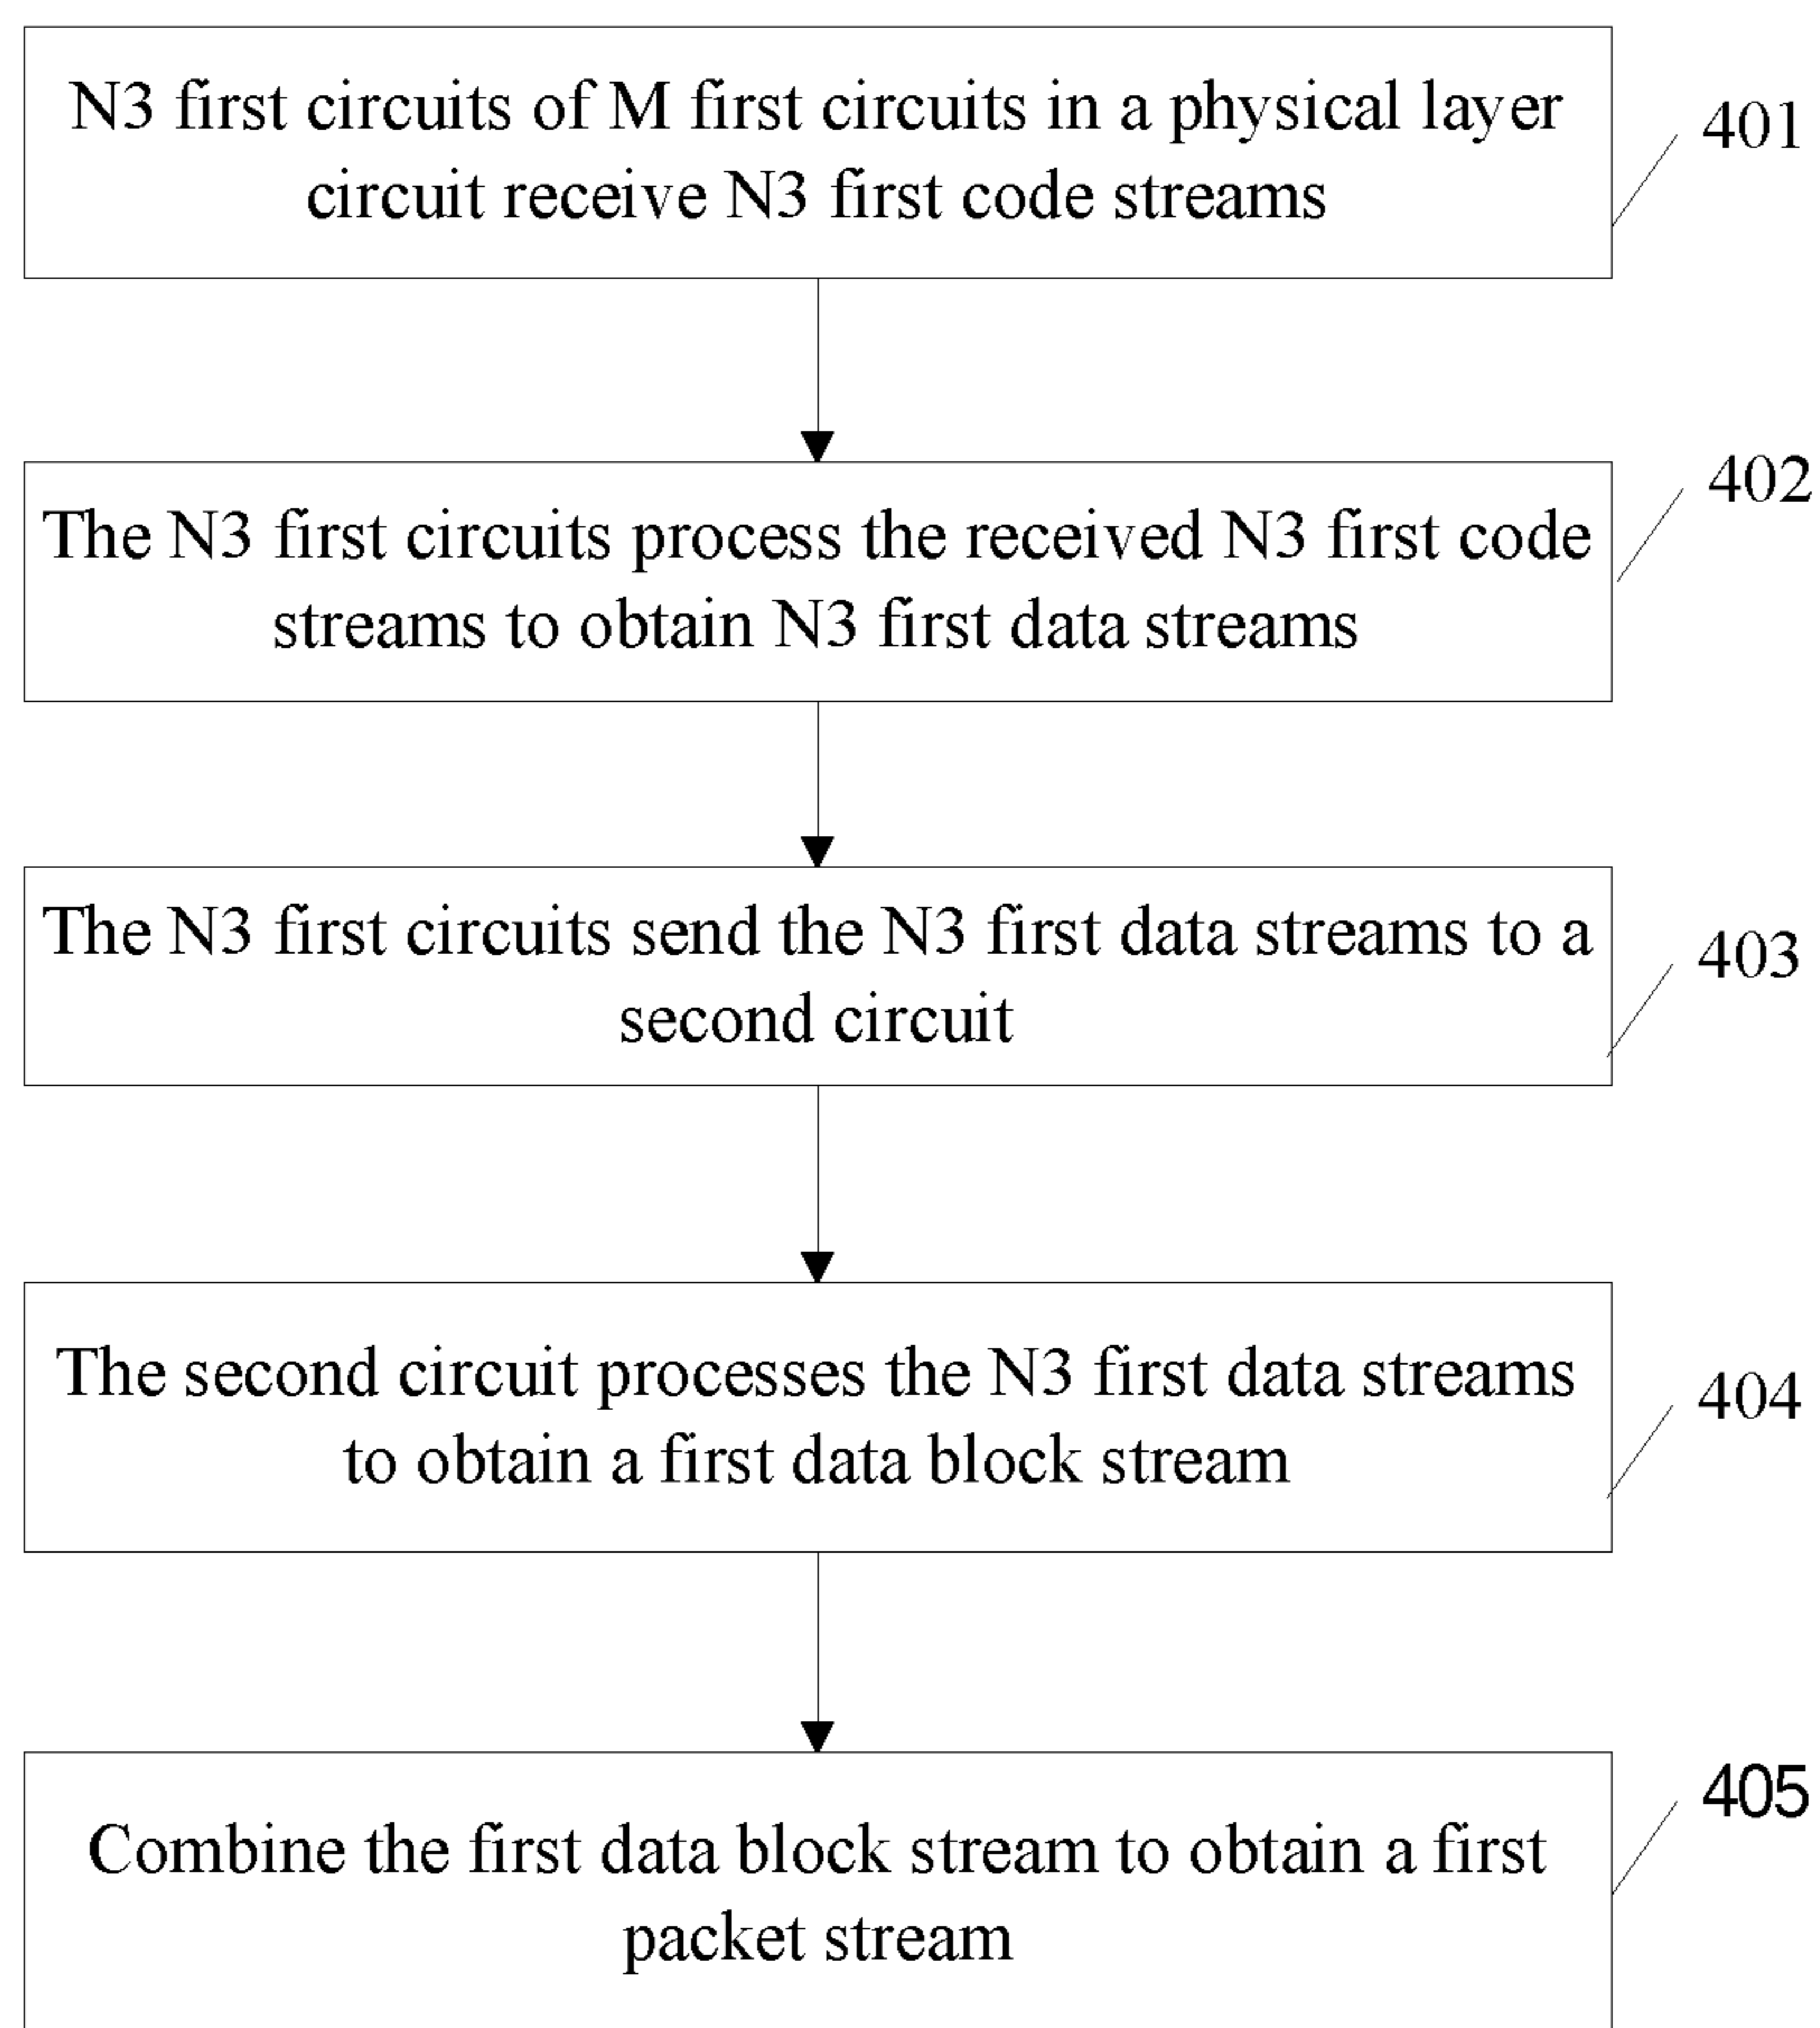 N3 first circuits of M first circuits in a physical layer
circuit receive N3 first code streams
401
The N3 first circuits process the received N3 first code
streams to obtain N3 first data streams
402
The N3 first circuits send the N3 first data streams to a
second circuit
403
The second circuit processes the N3 first data streams
to obtain a first data block stream
404
Combine the first data block stream to obtain a first
packet stream
405